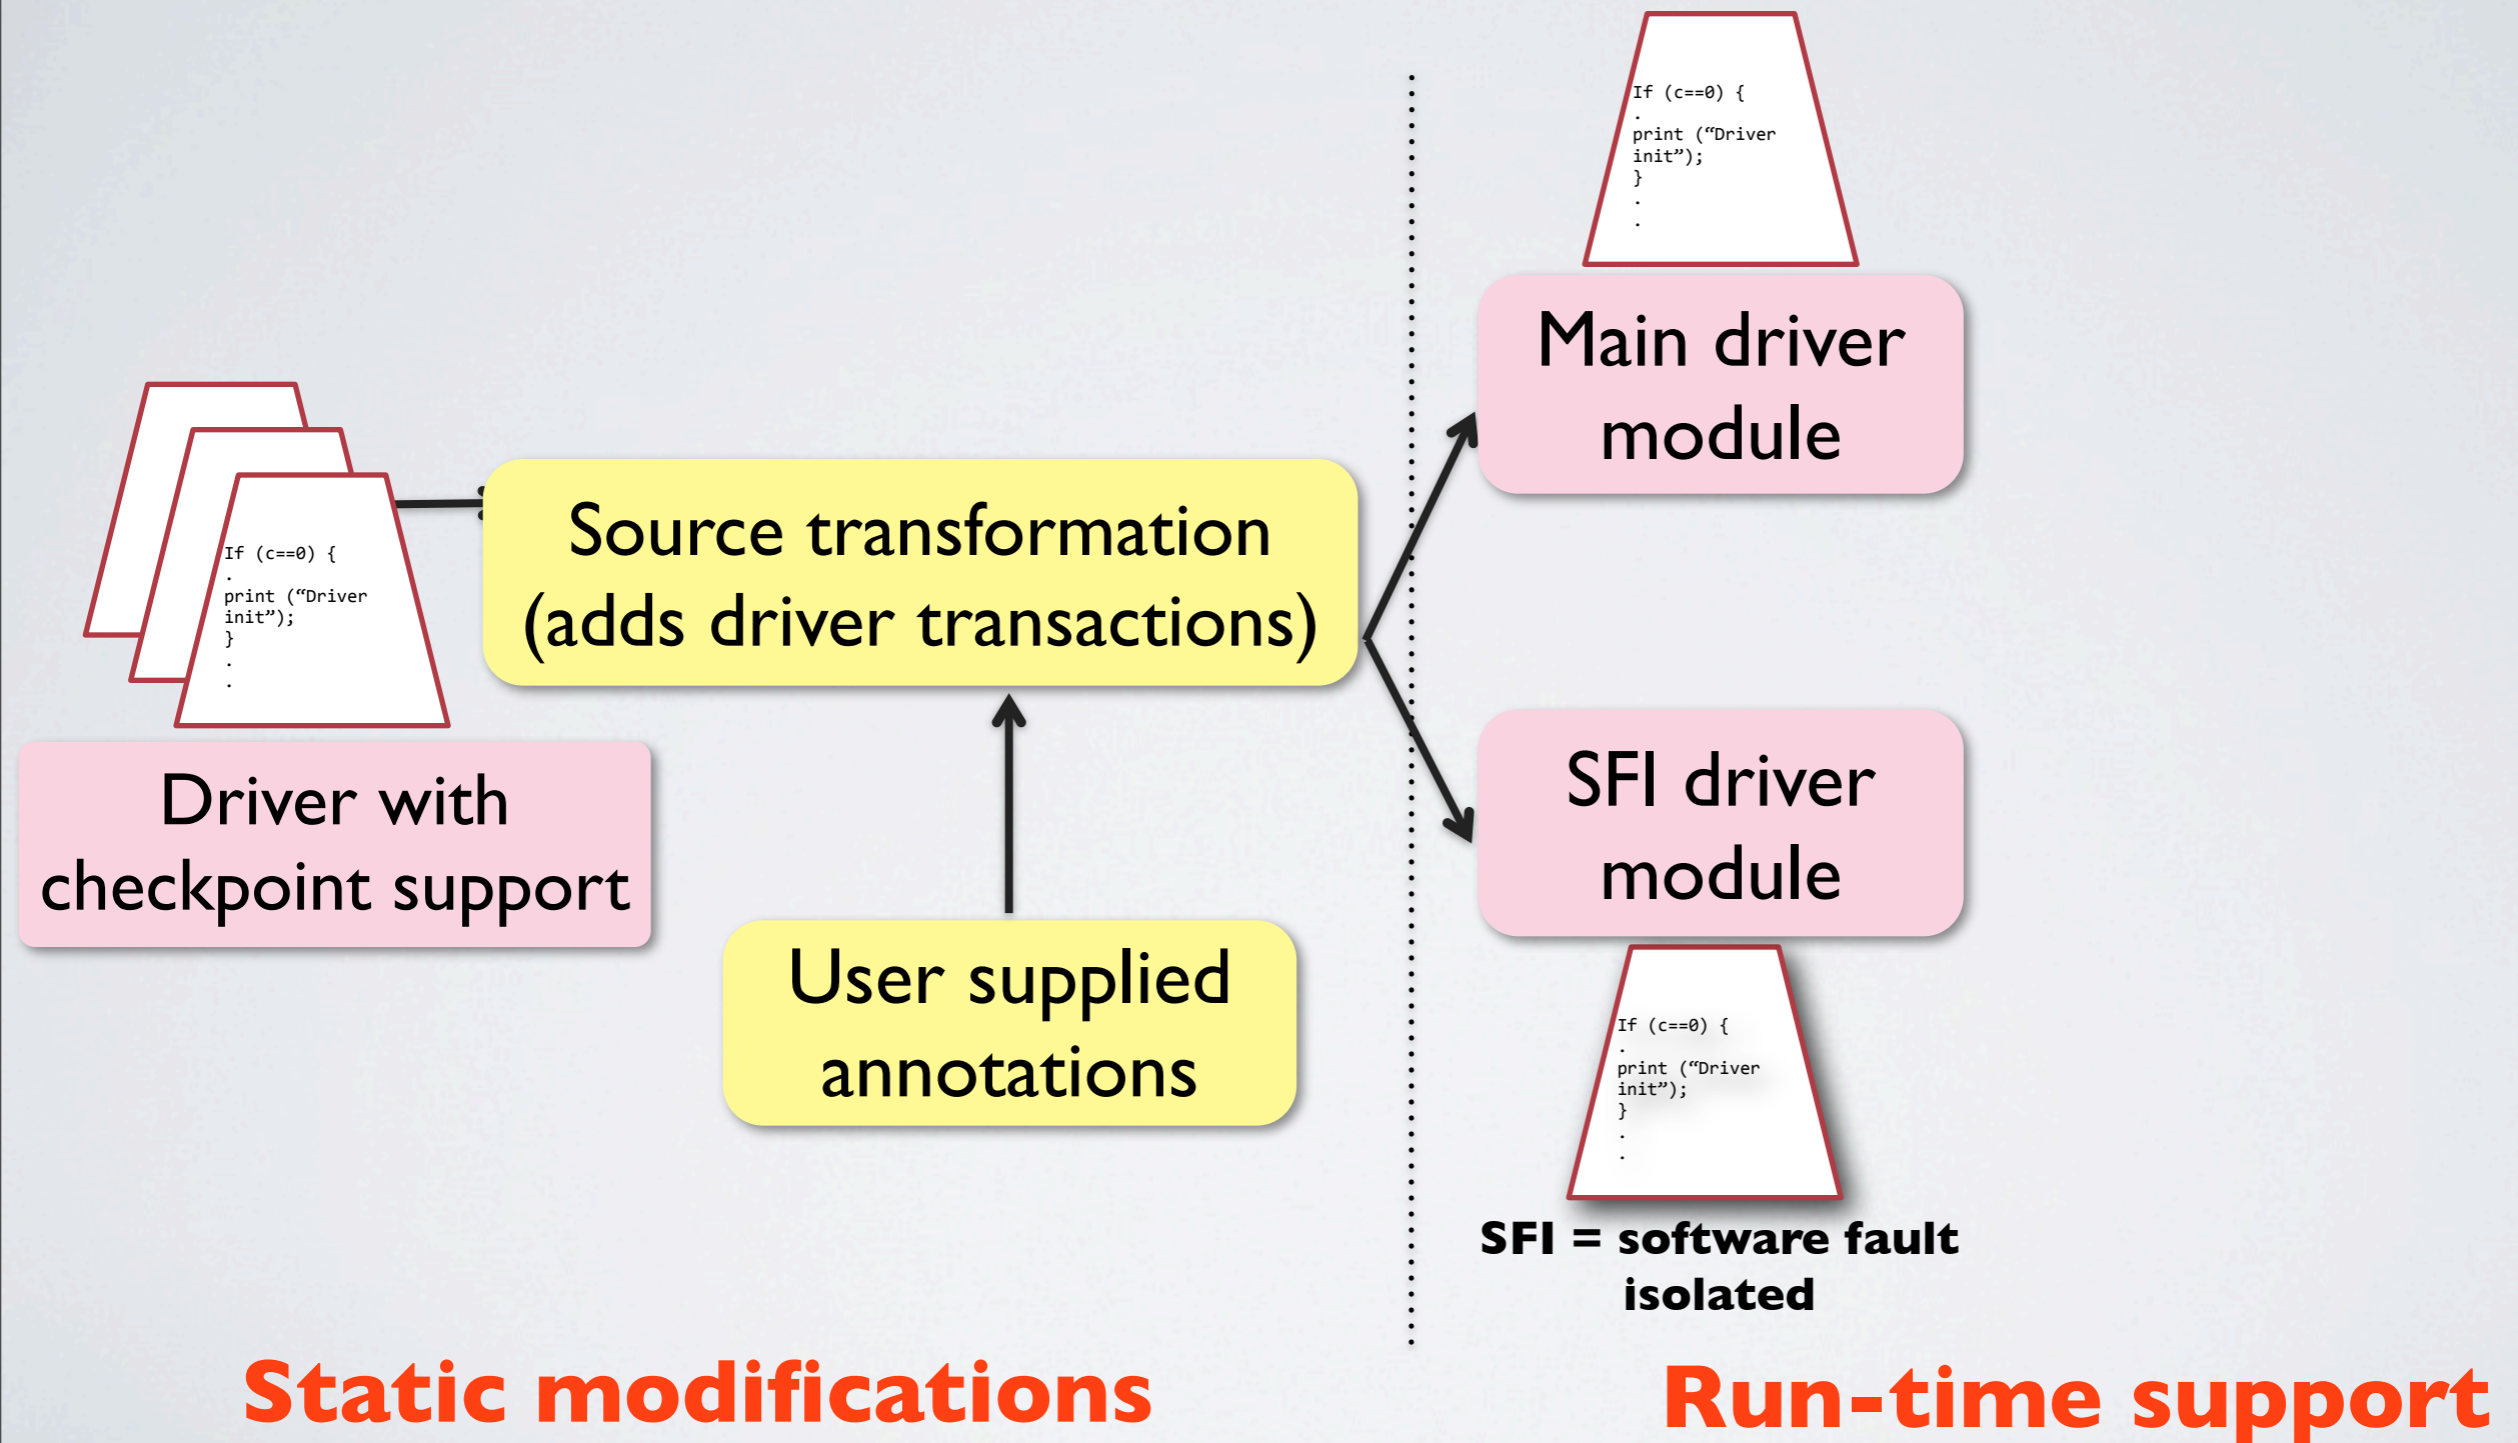 If (c==0) {
.
print (“Driver
init”);
}
.
.
Driver with
checkpoint support
Source transformation
(adds driver transactions)
User supplied
annotations
If (c==0) {
.
print (“Driver
init”);
}
.
.
Main driver
module
SFI driver
module
If (c==0) {
.
print (“Driver
init”);
}
.
.
SFI = software fault
isolated
Static modifications
Run-time support